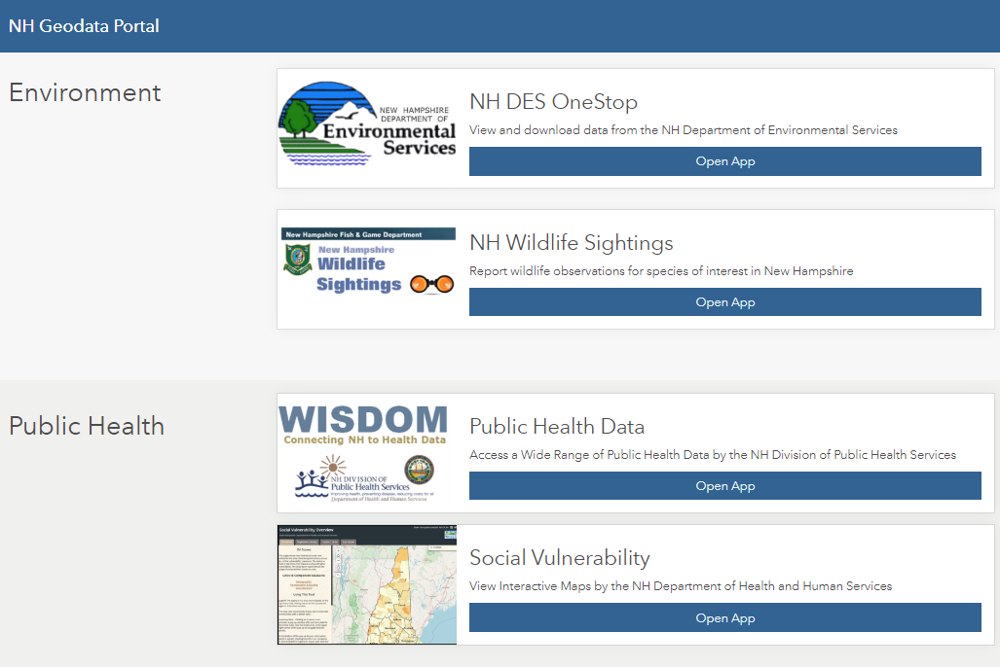 NH Geodata Portal
Environment
NEW HAMPSHIRE
DEPARTMENT OF
Environmental
Services
NH DES OneStop
View and download data from the NH Department of Environmental Services
Open App
New Hampshire Fish & Game Department
New Hampshire
Wildlife
Sightings
NH Wildlife Sightings
Report wildlife observations for species of interest in New Hampshire
Open App
Public Health
WISDOM
Connecting NH to Health Data
NH DIVISION OF
Public Health Services
Improving health, preventing disease, reducing costs for all
Department of Health and Human Services
Public Health Data
Access a Wide Range of Public Health Data by the NH Division of Public Health Services
Open App
Social Vulnerability Overview
Social Vulnerability
View Interactive Maps by the NH Department of Health and Human Services
Open App